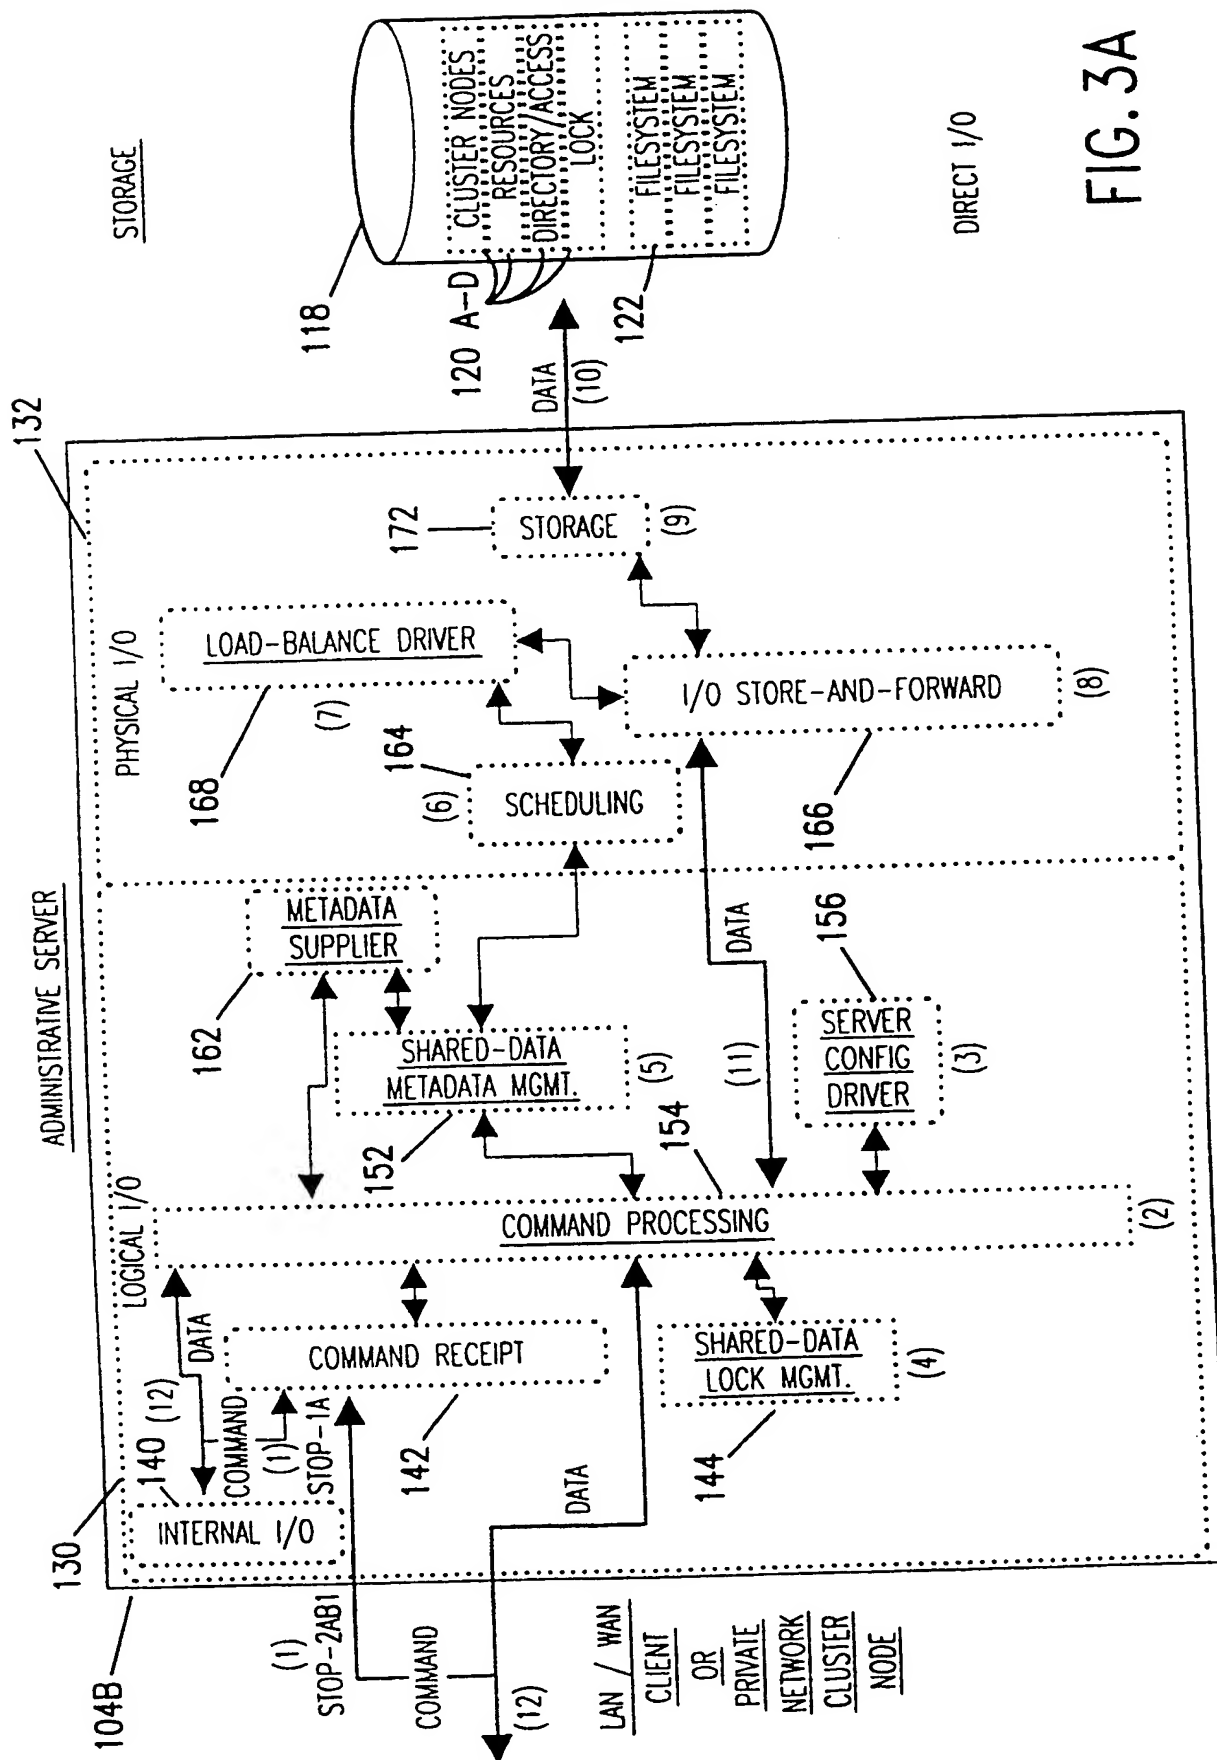 ADMINISTRATIVE SERVER
STORAGE
104B
130
132
118
LOGICAL I/O
PHYSICAL I/O
140
INTERNAL I/O
(12)
DATA
COMMAND
(1)
STOP-1A
COMMAND RECEIPT
142
162
METADATA
SUPPLIER
SHARED-DATA
METADATA MGMT.
(5)
152
168
(7)
LOAD-BALANCE DRIVER
164
(6)
SCHEDULING
172
STORAGE
(9)
120 A-D
CLUSTER NODES
RESOURCES
DIRECTORY/ACCESS
LOCK
DATA
(10)
122
FILESYSTEM
FILESYSTEM
FILESYSTEM
(1)
STOP-2AB1
COMMAND
(12)
DATA
154
COMMAND PROCESSING
(2)
(11)
DATA
I/O STORE-AND-FORWARD
(8)
166
SHARED-DATA
LOCK MGMT.
(4)
144
156
SERVER
CONFIG
DRIVER
(3)
LAN / WAN
CLIENT
OR
PRIVATE
NETWORK
CLUSTER
NODE
DIRECT I/O
FIG. 3A